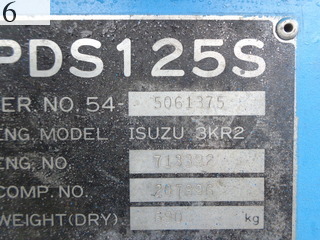 6
PDS125S
ER NO. 54- 5061375
ENG. MODEL ISUZU 3KR2
ENG. NO.
COMP NO.
WEIGHT(DRY) kg